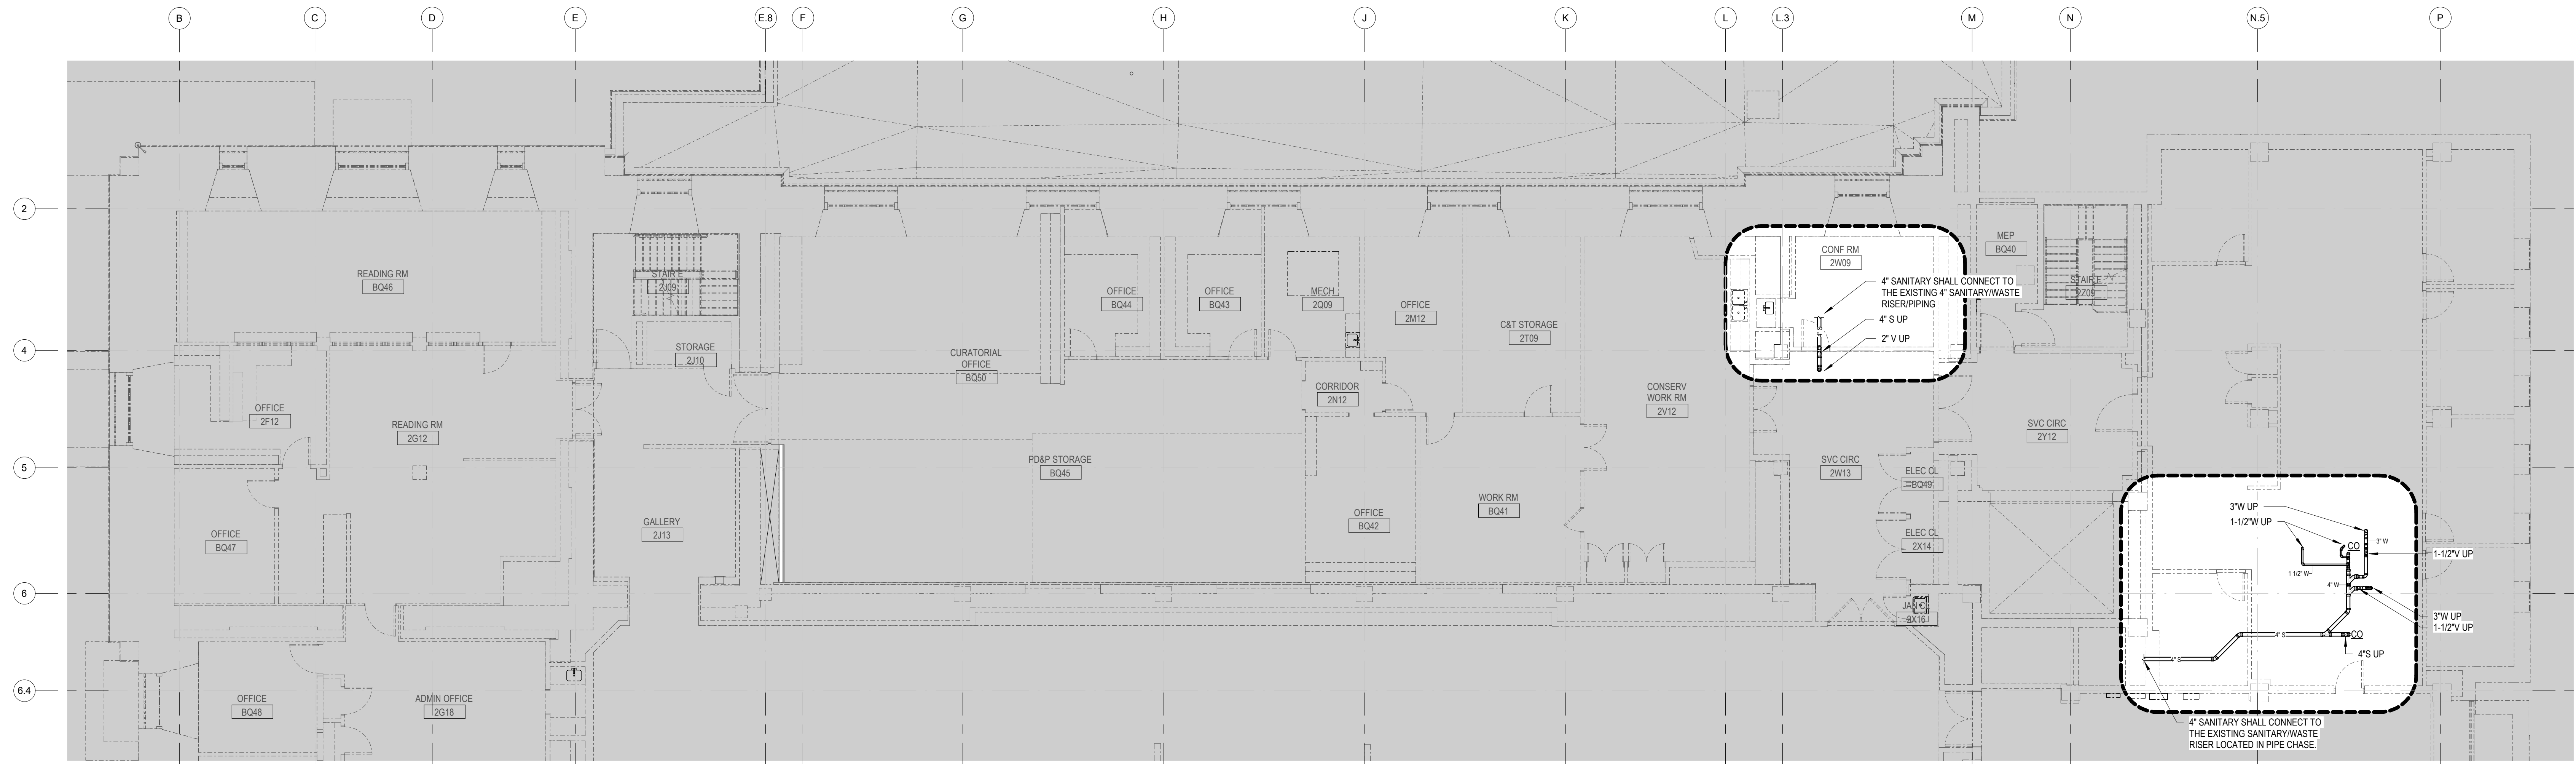 B
C
D
E
E.8
F
G
H
J
K
L
L.3
M
N
N.5
P
2
4
5
6
6.4
READING RM
BQ46
STAIR E
2J09
STORAGE
2J10
OFFICE
2F12
READING RM
2G12
OFFICE
BQ47
GALLERY
2J13
OFFICE
BQ48
ADMIN OFFICE
2G18
CURATORIAL
OFFICE
BQ50
OFFICE
BQ44
OFFICE
BQ43
MECH
2Q09
OFFICE
2M12
C&T STORAGE
2T09
CORRIDOR
2N12
PD&P STORAGE
BQ45
OFFICE
BQ42
WORK RM
BQ41
CONSERV
WORK RM
2V12
CONF RM
2W09
4" SANITARY SHALL CONNECT TO
THE EXISTING 4" SANITARY/WASTE
RISER/PIPING
4" S UP
2" V UP
MEP
BQ40
2Z09
SVC CIRC
2Y12
SVC CIRC
2W13
ELEC CL
BQ49
ELEC CL
2X14
2X16
3"W UP
1-1/2"W UP
CO
3" W
1-1/2"V UP
1 1/2" W
4" W
3"W UP
1-1/2"V UP
4" S
CO
4"S UP
4" S
4" SANITARY SHALL CONNECT TO
THE EXISTING SANITARY/WASTE
RISER LOCATED IN PIPE CHASE.